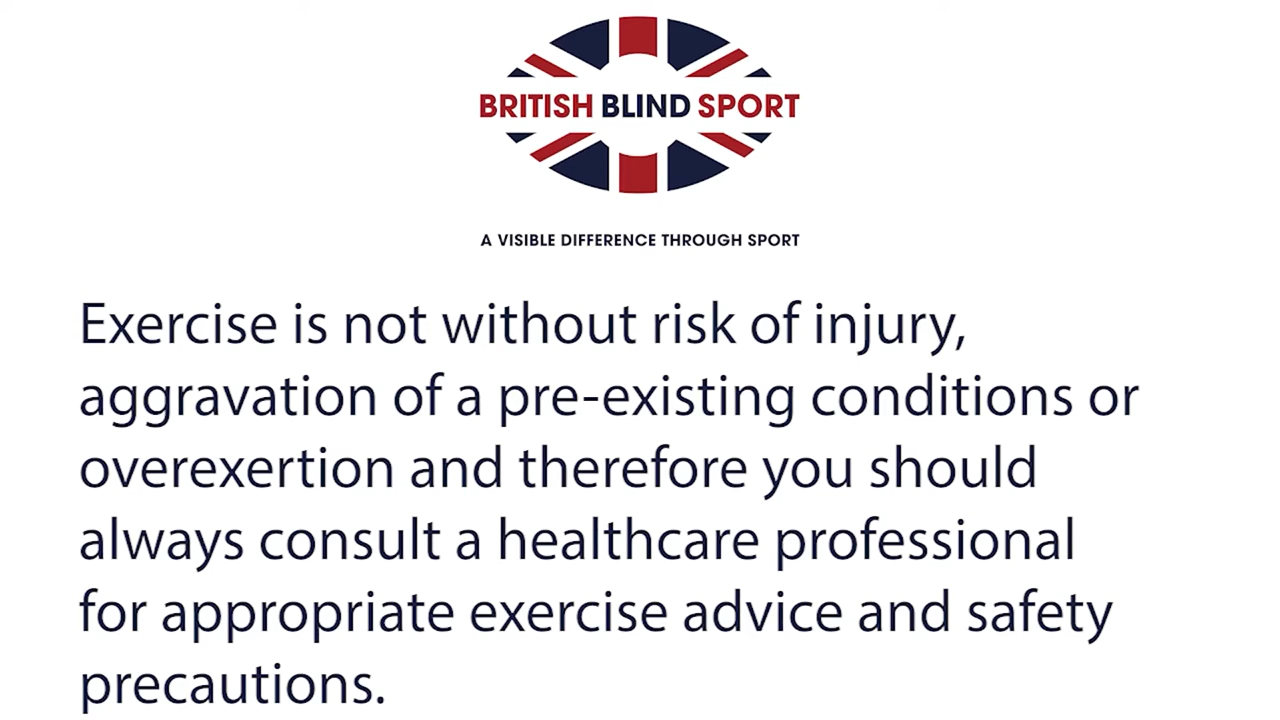 BRITISH BLIND SPORT
A VISIBLE DIFFERENCE THROUGH SPORT
Exercise is not without risk of injury,
aggravation of a pre-existing conditions or
overexertion and therefore you should
always consult a healthcare professional
for appropriate exercise advice and safety
precautions.